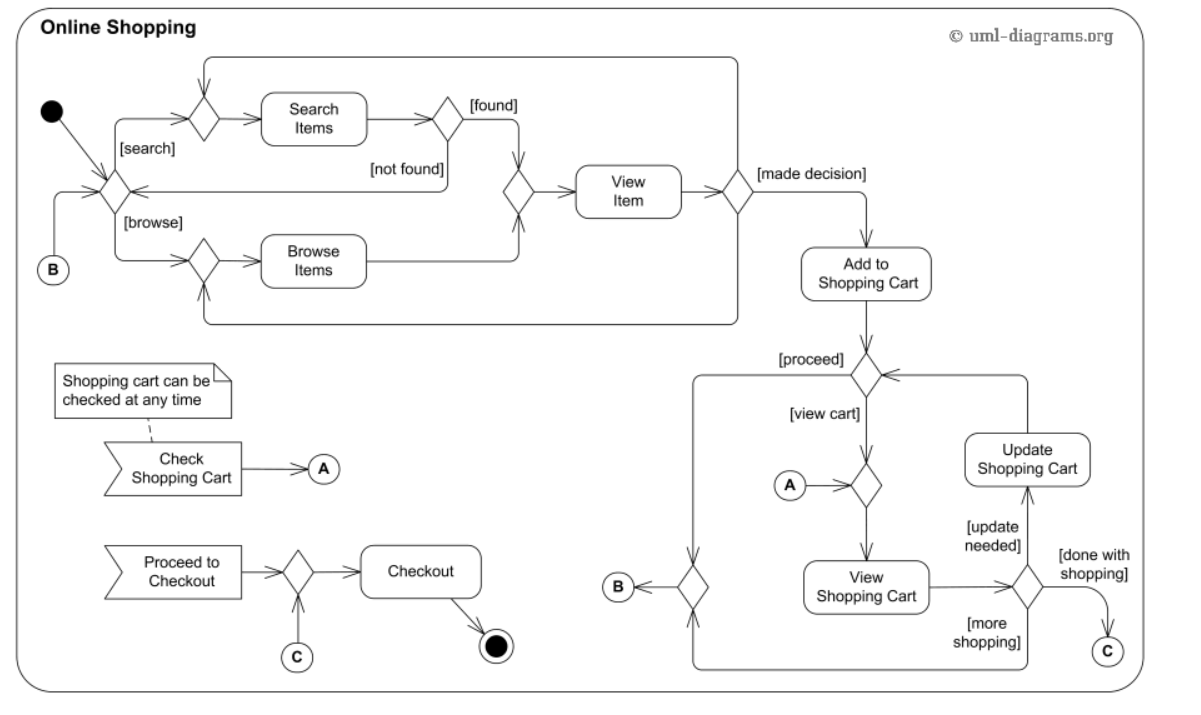 Online Shopping
© uml-diagrams.org
Search
Items
[found]
[search]
[not found]
View
Item
[made decision]
[browse]
Browse
Items
B
Add to
Shopping Cart
[proceed]
Shopping cart can be
checked at any time
[view cart]
Check
Shopping Cart
A
Update
Shopping Cart
A
[update
needed]
[done with
shopping]
Proceed to
Checkout
Checkout
B
View
Shopping Cart
[more
shopping]
C
C